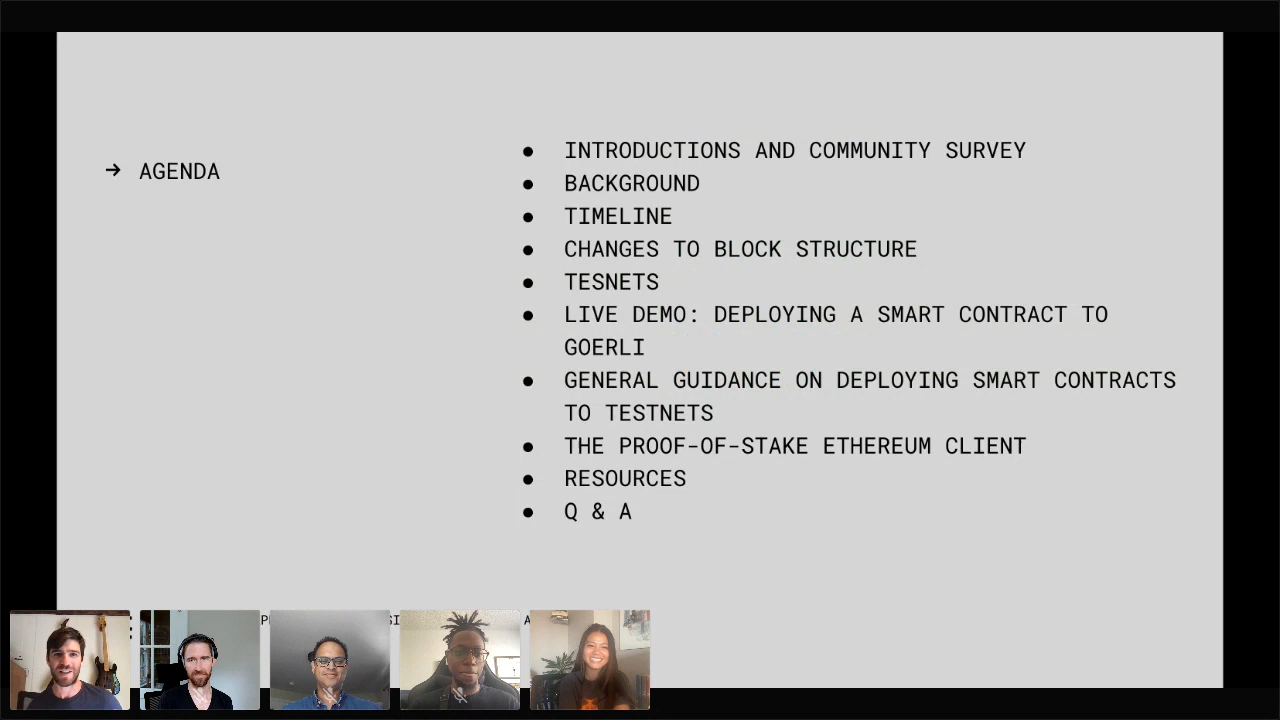 → AGENDA
● INTRODUCTIONS AND COMMUNITY SURVEY
● BACKGROUND
● TIMELINE
● CHANGES TO BLOCK STRUCTURE
● TESNETS
● LIVE DEMO: DEPLOYING A SMART CONTRACT TO
GOERLI
● GENERAL GUIDANCE ON DEPLOYING SMART CONTRACTS
TO TESTNETS
● THE PROOF-OF-STAKE ETHEREUM CLIENT
● RESOURCES
● Q & A